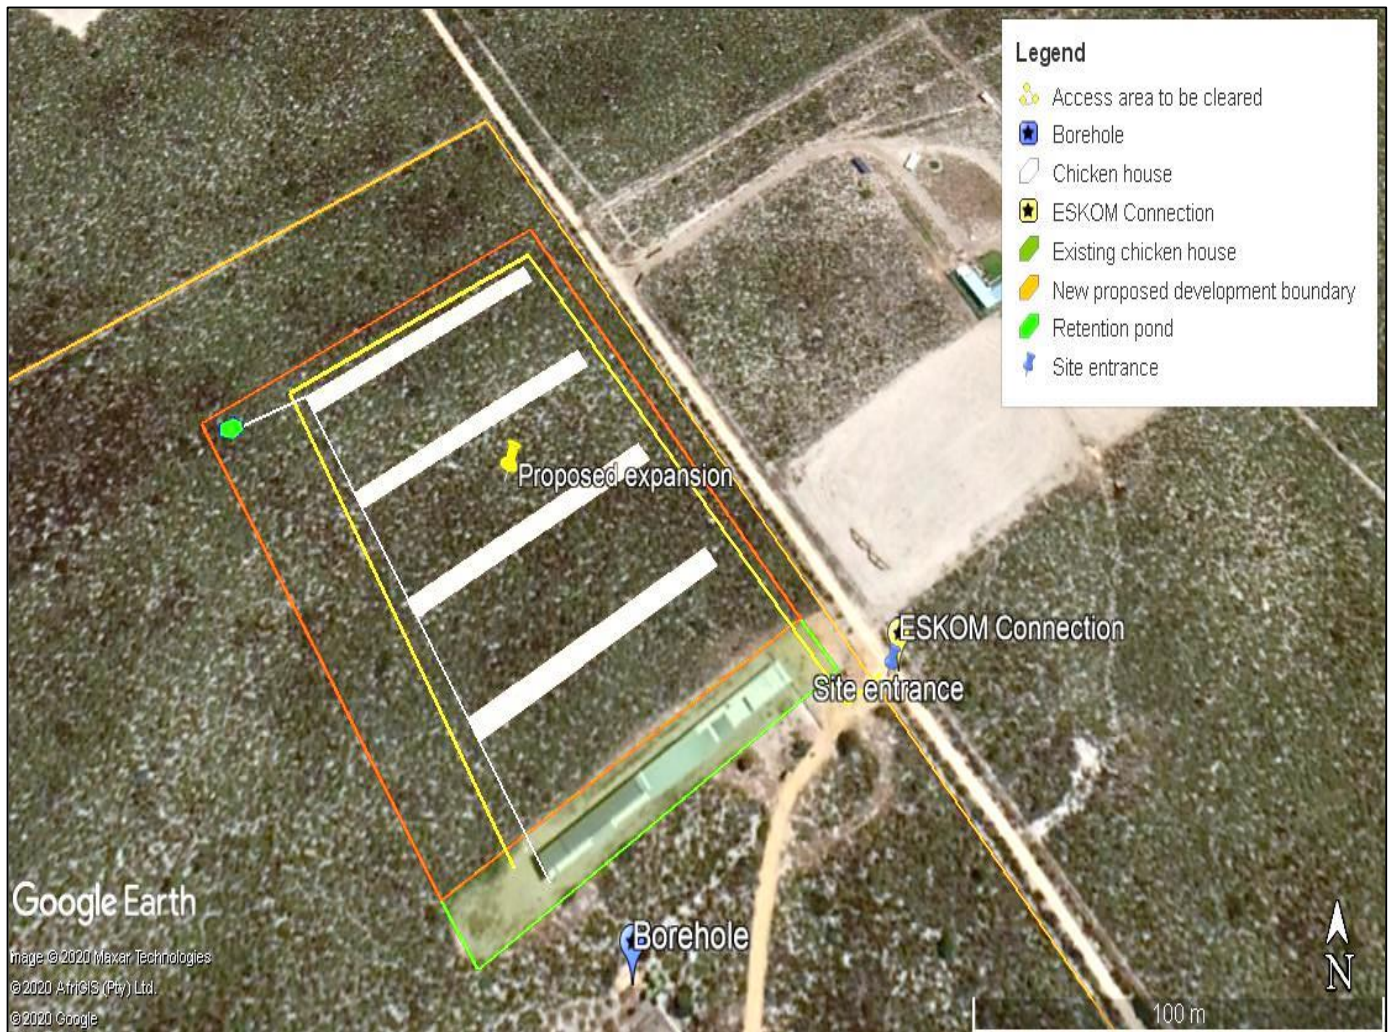 Legend
Access area to be cleared
Borehole
Chicken house
ESKOM Connection
Existing chicken house
New proposed development boundary
Retention pond
Site entrance
Proposed expansion
ESKOM Connection
Site entrance
Borehole
Google Earth
Image © 2020 Maxar Technologies
© 2020 AfriGIS (Pty) Ltd.
© 2020 Google
N
100 m